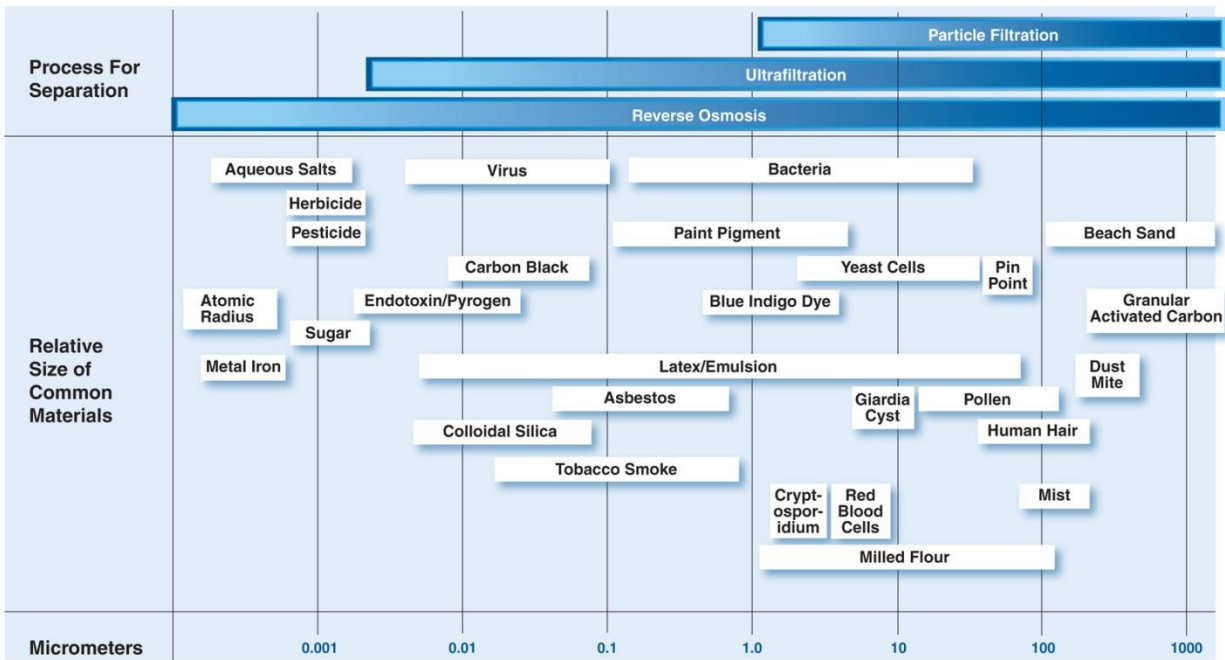 Process For
Separation
Particle Filtration
Ultrafiltration
Reverse Osmosis
Relative
Size of
Common
Materials
Aqueous Salts
Virus
Bacteria
Herbicide
Pesticide
Paint Pigment
Beach Sand
Carbon Black
Yeast Cells
Pin
Point
Atomic
Radius
Endotoxin/Pyrogen
Blue Indigo Dye
Granular
Activated Carbon
Sugar
Metal Iron
Latex/Emulsion
Dust
Mite
Asbestos
Giardia
Cyst
Pollen
Colloidal Silica
Human Hair
Tobacco Smoke
Crypt-
ospor-
idium
Red
Blood
Cells
Mist
Milled Flour
Micrometers
0.001
0.01
0.1
1.0
10
100
1000